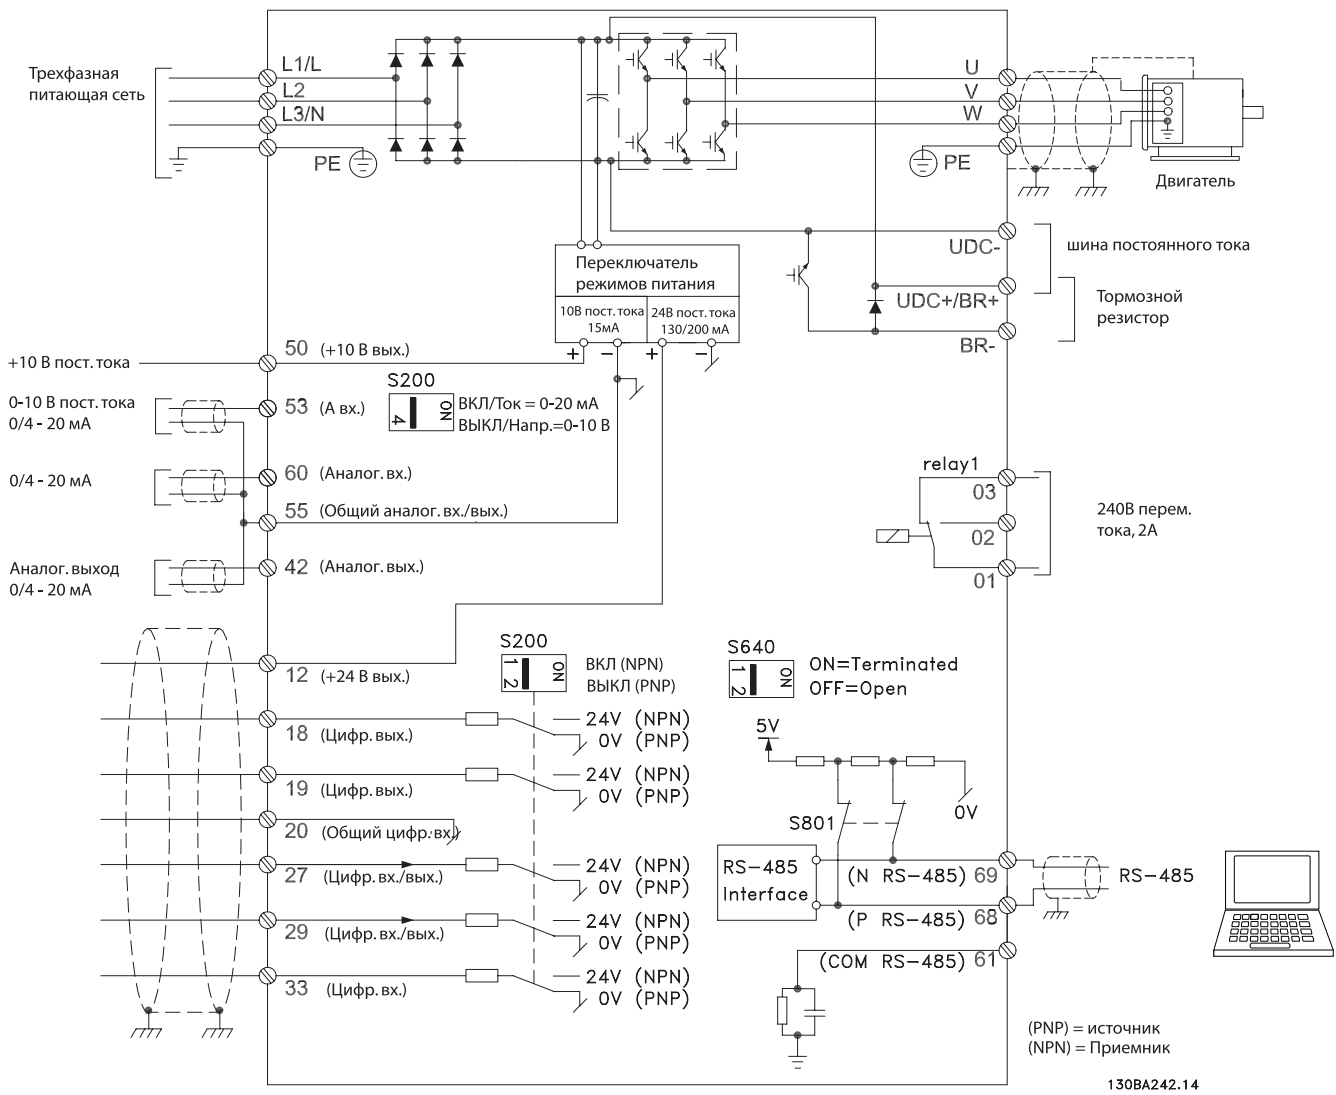 Трехфазная
питающая сеть
L1/L
L2
L3/N
PE
U
V
W
PE
Двигатель
UDC-
шина постоянного тока
UDC+/BR+
Тормозной
резистор
BR-
Переключатель
режимов питания
10В пост. тока
15мА
24В пост. тока
130/200 мА
+ − + −
+10 В пост. тока
50 (+10 В вых.)
0-10 В пост. тока
0/4 - 20 мА
53 (А вх.)
S200
ON
4
ВКЛ/Ток = 0-20 мА
ВЫКЛ/Напр.=0-10 В
0/4 - 20 мА
60 (Аналог. вх.)
55 (Общий аналог. вх./вых.)
Аналог. выход
0/4 - 20 мА
42 (Аналог. вых.)
relay1
03
02
01
240В перем.
тока, 2А
12 (+24 В вых.)
S200
1 2
ON
ВКЛ (NPN)
ВЫКЛ (PNP)
S640
1 2
ON
ON=Terminated
OFF=Open
18 (Цифр. вых.)
24V (NPN)
0V (PNP)
19 (Цифр. вых.)
24V (NPN)
0V (PNP)
20 (Общий цифр. вх.)
27 (Цифр. вх./вых.)
24V (NPN)
0V (PNP)
29 (Цифр. вх./вых.)
24V (NPN)
0V (PNP)
33 (Цифр. вх.)
24V (NPN)
0V (PNP)
5V
0V
S801
RS-485
Interface
(N RS-485) 69
(P RS-485) 68
(COM RS-485) 61
RS-485
(PNP) = источник
(NPN) = Приемник
130BA242.14